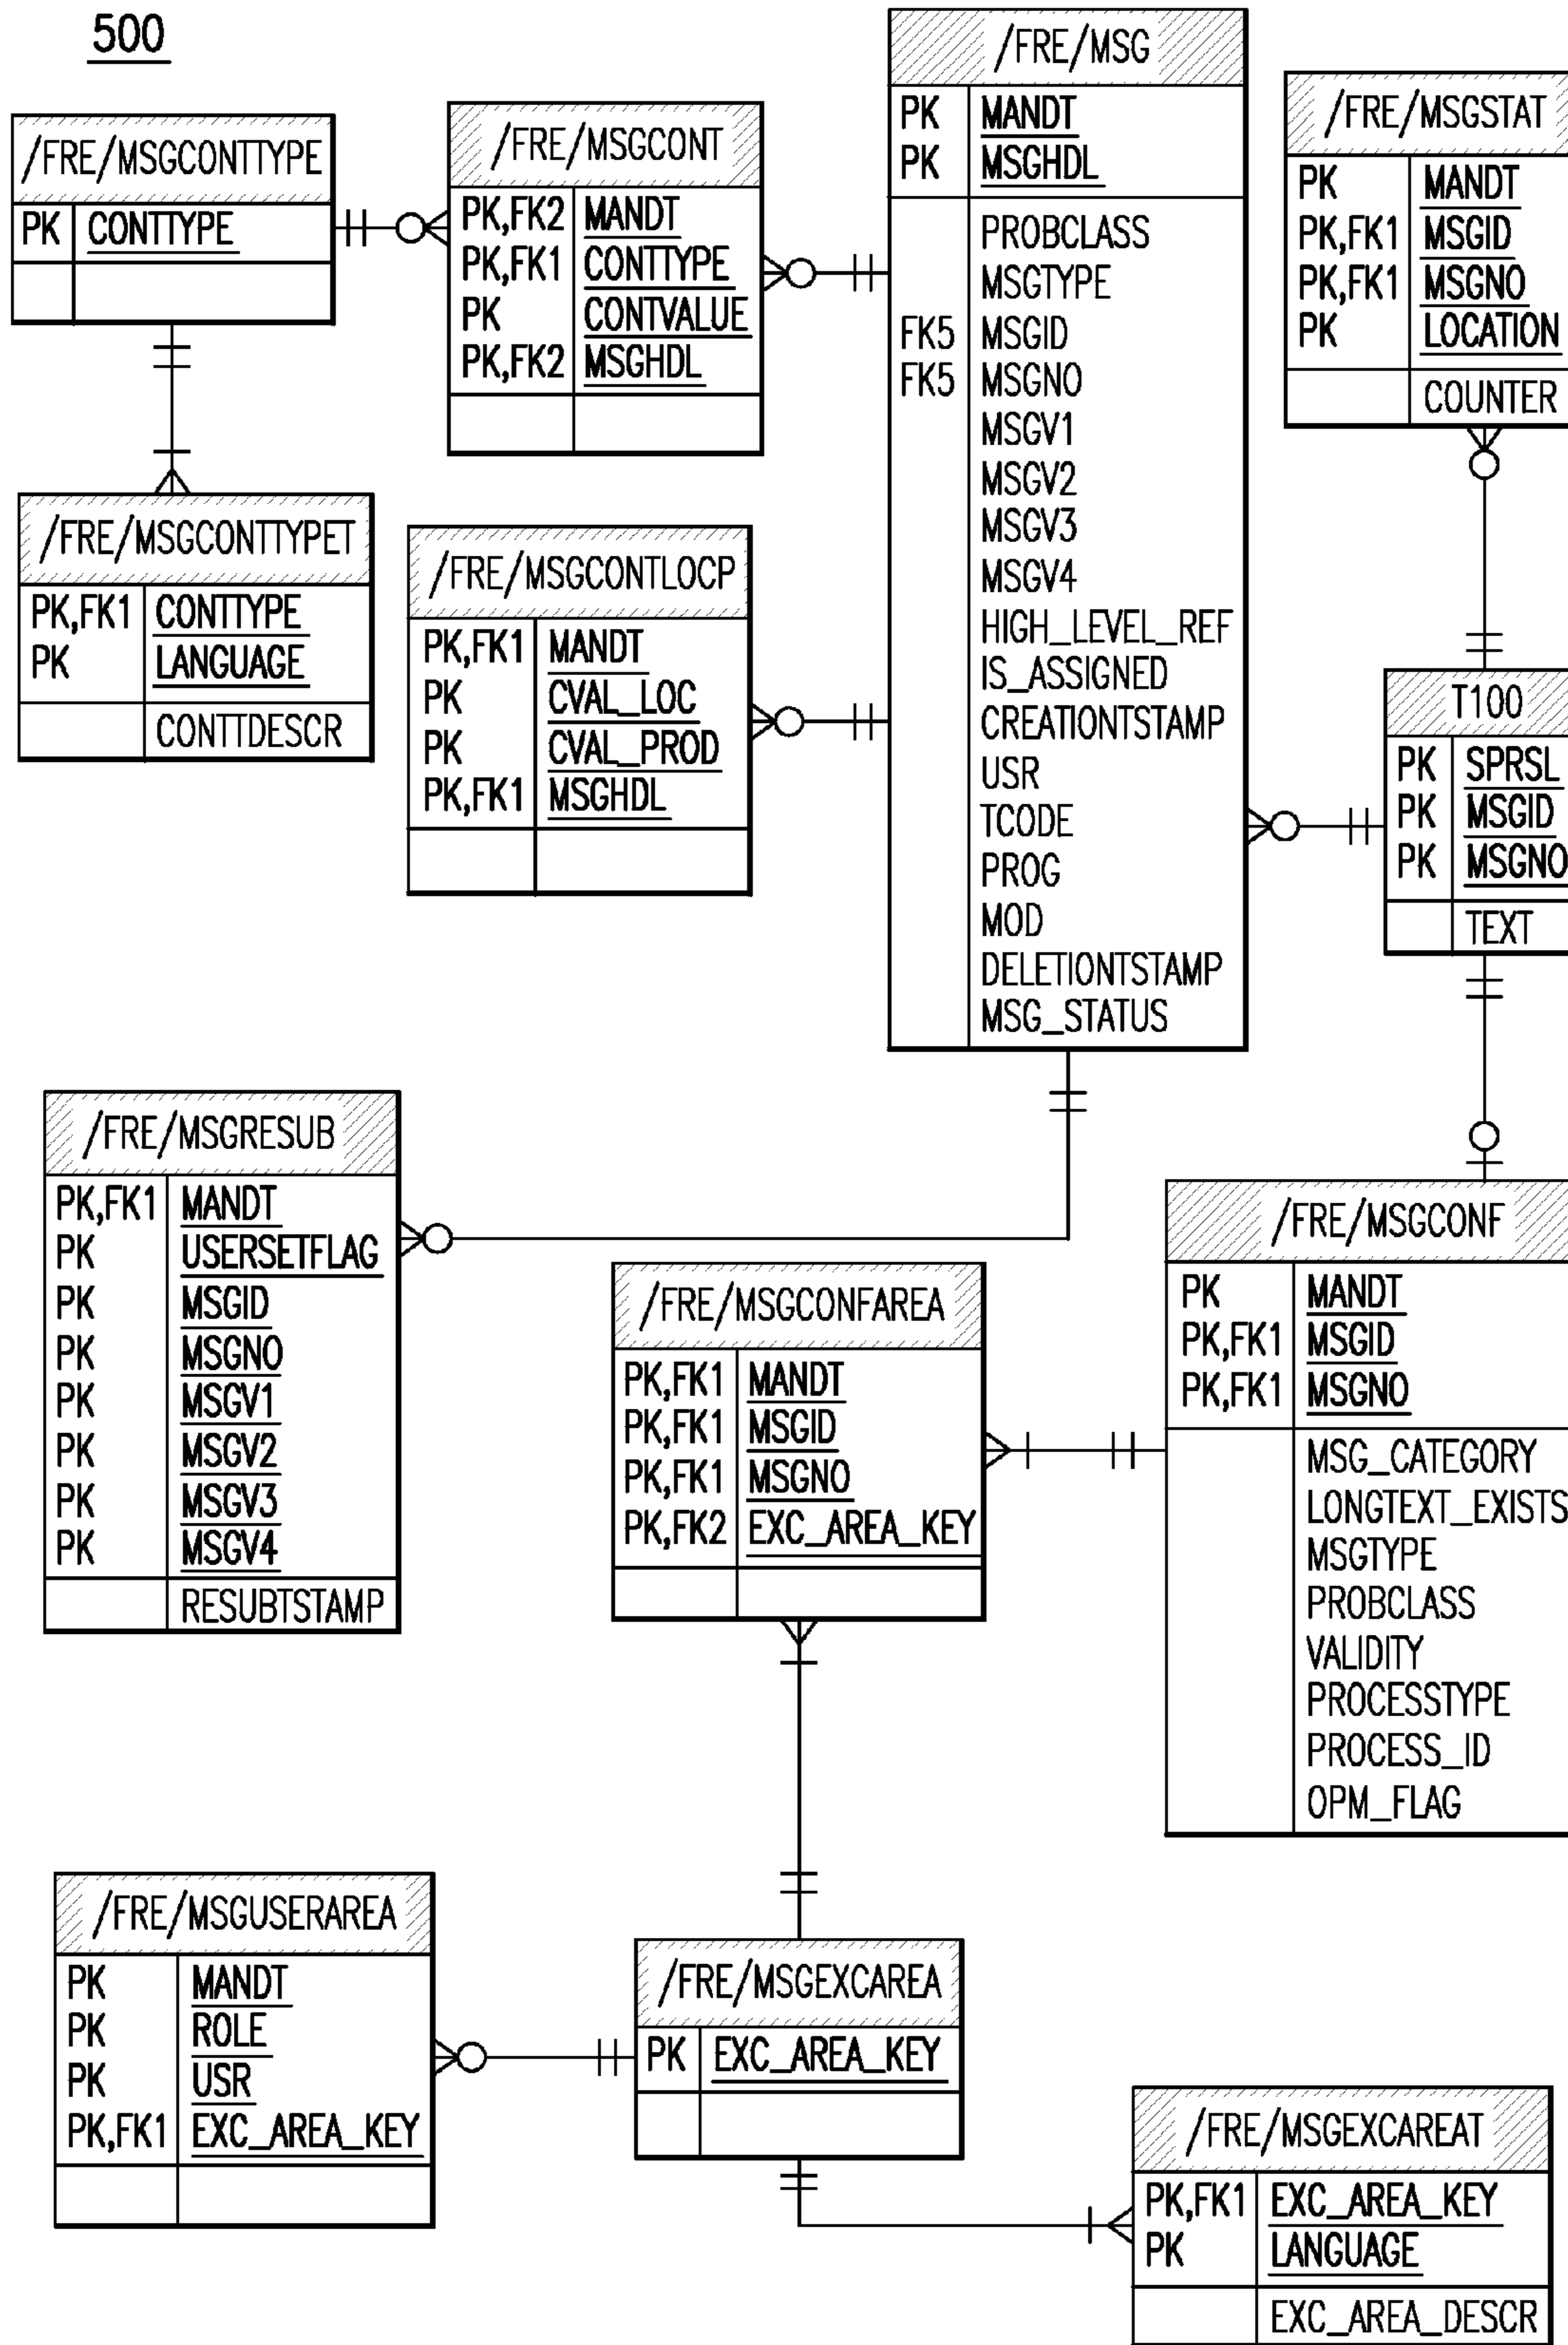 500
/FRE/MSGCONTTYPE
PK CONTTYPE
/FRE/MSGCONT
PK,FK2 MANDT
PK,FK1 CONTTYPE
PK CONTVALUE
PK,FK2 MSGHDL
/FRE/MSG
PK MANDT
PK MSGHDL
PROBCLASS
MSGTYPE
FK5 MSGID
FK5 MSGNO
MSGV1
MSGV2
MSGV3
MSGV4
HIGH_LEVEL_REF
IS_ASSIGNED
CREATIONTSTAMP
USR
TCODE
PROG
MOD
DELETIONTSTAMP
MSG_STATUS
/FRE/MSGSTAT
PK MANDT
PK,FK1 MSGID
PK,FK1 MSGNO
PK LOCATION
COUNTER
/FRE/MSGCONTTYPET
PK,FK1 CONTTYPE
PK LANGUAGE
CONTTDESCR
/FRE/MSGCONTLOCP
PK,FK1 MANDT
PK CVAL_LOC
PK CVAL_PROD
PK,FK1 MSGHDL
T100
PK SPRSL
PK MSGID
PK MSGNO
TEXT
/FRE/MSGRESUB
PK,FK1 MANDT
PK USERSETFLAG
PK MSGID
PK MSGNO
PK MSGV1
PK MSGV2
PK MSGV3
PK MSGV4
RESUBTSTAMP
/FRE/MSGCONFAREA
PK,FK1 MANDT
PK,FK1 MSGID
PK,FK1 MSGNO
PK,FK2 EXC_AREA_KEY
/FRE/MSGCONF
PK MANDT
PK,FK1 MSGID
PK,FK1 MSGNO
MSG_CATEGORY
LONGTEXT_EXISTS
MSGTYPE
PROBCLASS
VALIDITY
PROCESSTYPE
PROCESS_ID
OPM_FLAG
/FRE/MSGUSERAREA
PK MANDT
PK ROLE
PK USR
PK,FK1 EXC_AREA_KEY
/FRE/MSGEXCAREA
PK EXC_AREA_KEY
/FRE/MSGEXCAREAT
PK,FK1 EXC_AREA_KEY
PK LANGUAGE
EXC_AREA_DESCR